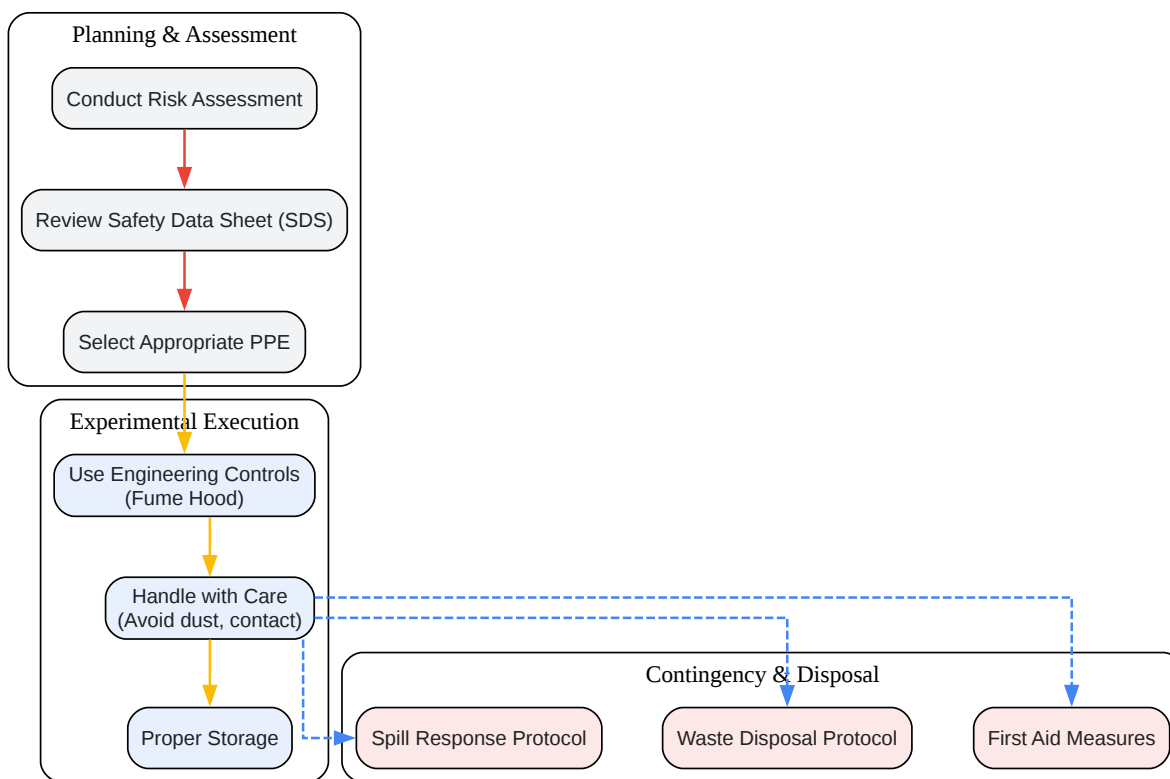 Planning & Assessment
Conduct Risk Assessment
Review Safety Data Sheet (SDS)
Select Appropriate PPE
Experimental Execution
Use Engineering Controls
(Fume Hood)
Handle with Care
(Avoid dust, contact)
Proper Storage
Contingency & Disposal
Spill Response Protocol
Waste Disposal Protocol
First Aid Measures